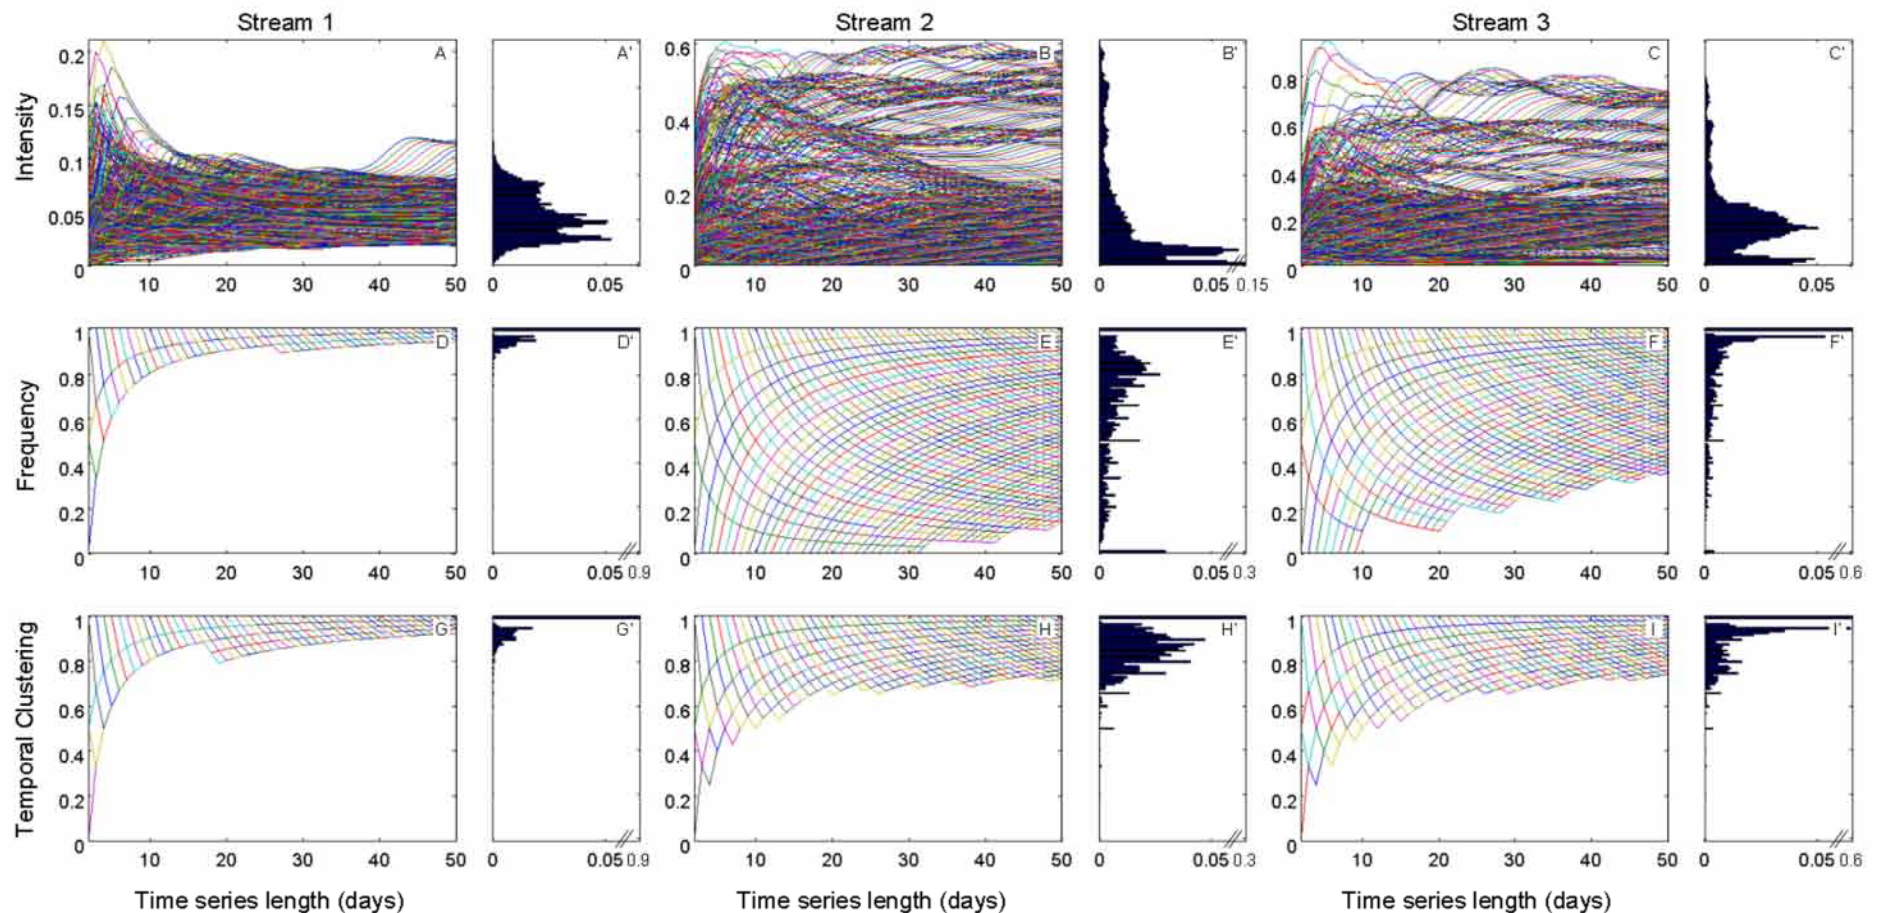 Stream 1 Stream 2 Stream 3
Intensity
0.2 0.15 0.1 0.05 0
A
10 20 30 40 50
A'
0 0.05
0.6 0.4 0.2 0
B
10 20 30 40 50
B'
0 0.05 0.15
0.8 0.6 0.4 0.2 0
C
10 20 30 40 50
C'
0 0.05
Frequency
1 0.8 0.6 0.4 0.2 0
D
10 20 30 40 50
D'
0 0.05 0.9
1 0.8 0.6 0.4 0.2 0
E
10 20 30 40 50
E'
0 0.05 0.3
1 0.8 0.6 0.4 0.2 0
F
10 20 30 40 50
F'
0 0.05 0.6
Temporal Clustering
1 0.8 0.6 0.4 0.2 0
G
10 20 30 40 50
G'
0 0.05 0.9
1 0.8 0.6 0.4 0.2 0
H
10 20 30 40 50
H'
0 0.05 0.3
1 0.8 0.6 0.4 0.2 0
I
10 20 30 40 50
I'
0 0.05 0.6
Time series length (days) Time series length (days) Time series length (days)